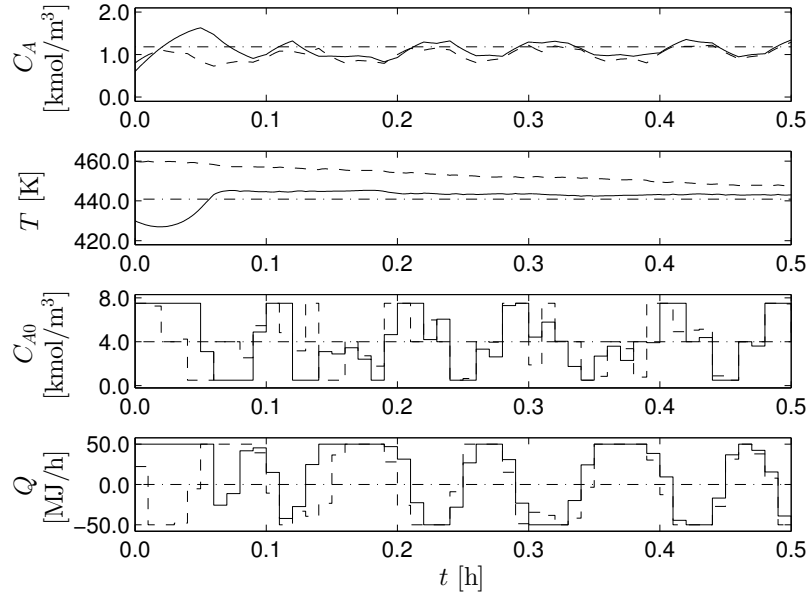 2.0
1.0
0.0
C_A
[kmol/m³]
0.0 0.1 0.2 0.3 0.4 0.5
460.0
440.0
420.0
T [K]
0.0 0.1 0.2 0.3 0.4 0.5
8.0
4.0
0.0
C_{A0}
[kmol/m³]
0.0 0.1 0.2 0.3 0.4 0.5
50.0
0.0
−50.0
Q
[MJ/h]
0.0 0.1 0.2 0.3 0.4 0.5
t [h]